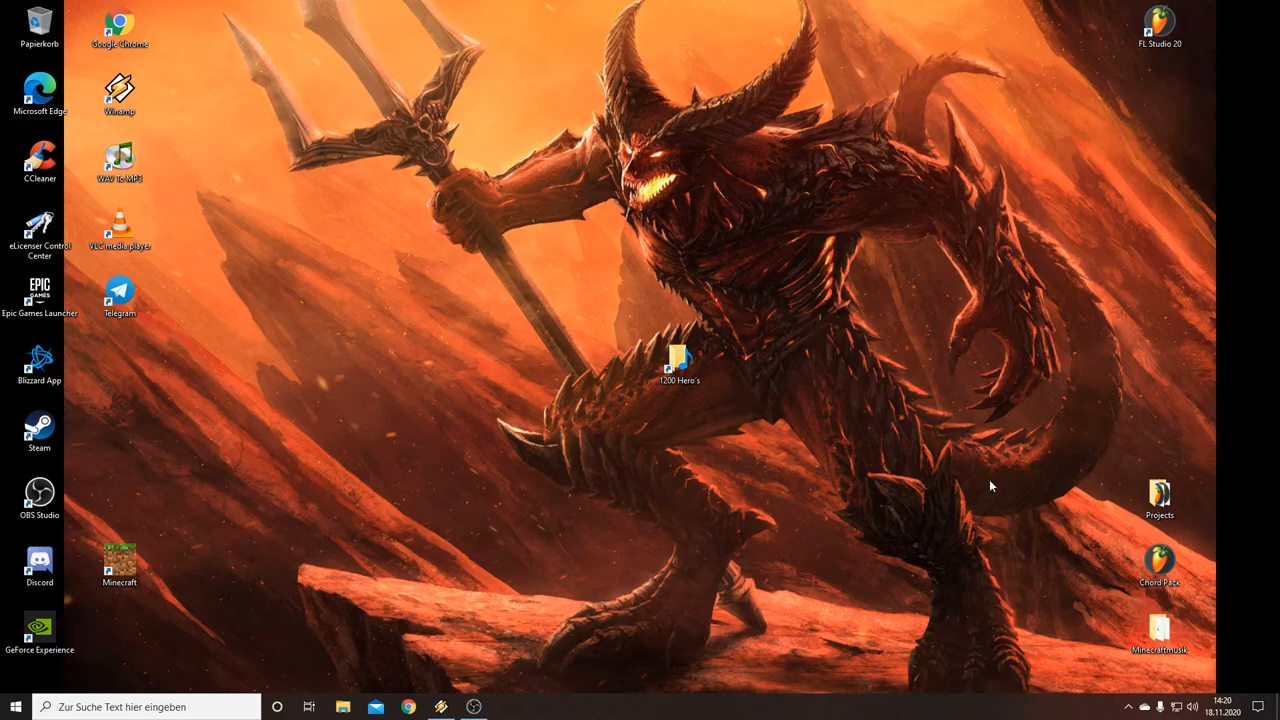 Papierkorb
Google Chrome
FL Studio 20
Microsoft Edge
Winamp
CCleaner
WAV To MP3
eLicenser Control
Center
VLC media player
EPIC
GAMES
Epic Games Launcher
Telegram
Blizzard App
1200 Hero´s
Steam
OBS Studio
Projects
Discord
Minecraft
Chord Pack
GeForce Experience
Minecraftmusik
Zur Suche Text hier eingeben
14:20
18.11.2020